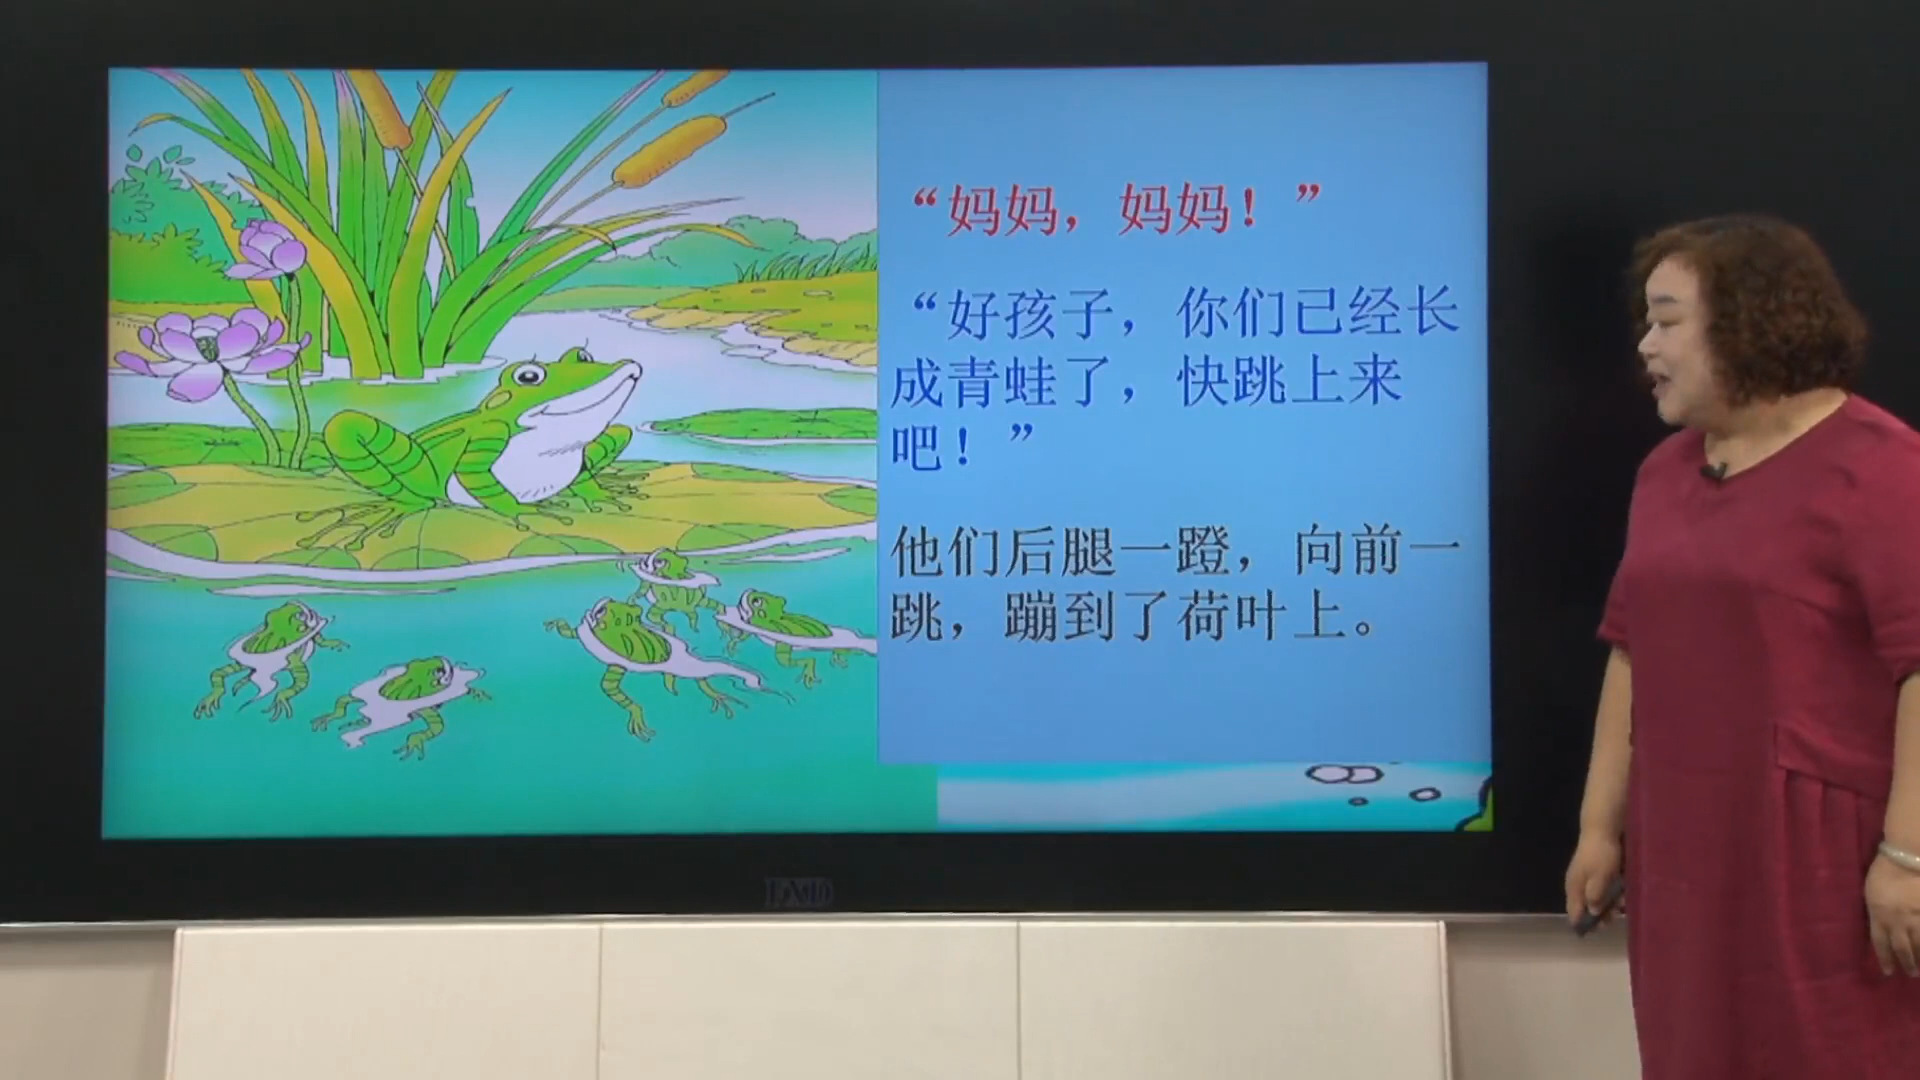 “妈妈，妈妈！”
“好孩子，你们已经长
成青蛙了，快跳上来
吧！”
他们后腿一蹬，向前一
跳，蹦到了荷叶上。